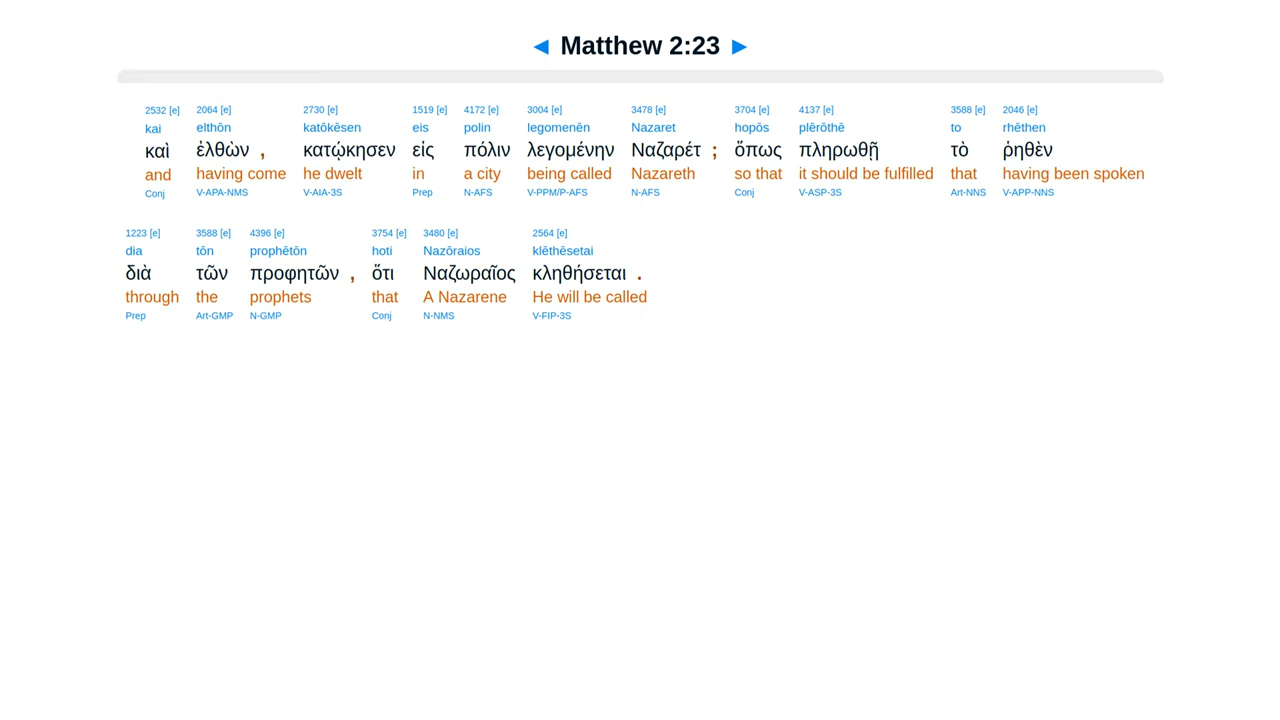 ◄ Matthew 2:23 ►
2532 [e] 2064 [e] 2730 [e] 1519 [e] 4172 [e] 3004 [e] 3478 [e] 3704 [e] 4137 [e] 3588 [e] 2046 [e]
kai elthōn katōkēsen eis polin legomenēn Nazaret hopōs plērōthē to rhēthen
καὶ ἐλθὼν , κατῴκησεν εἰς πόλιν λεγομένην Ναζαρέτ ; ὅπως πληρωθῇ τὸ ῥηθὲν
and having come he dwelt in a city being called Nazareth so that it should be fulfilled that having been spoken
Conj V-APA-NMS V-AIA-3S Prep N-AFS V-PPM/P-AFS N-AFS Conj V-ASP-3S Art-NNS V-APP-NNS
1223 [e] 3588 [e] 4396 [e] 3754 [e] 3480 [e] 2564 [e]
dia tōn prophētōn hoti Nazōraios klēthēsetai
διὰ τῶν προφητῶν , ὅτι Ναζωραῖος κληθήσεται .
through the prophets that A Nazarene He will be called
Prep Art-GMP N-GMP Conj N-NMS V-FIP-3S